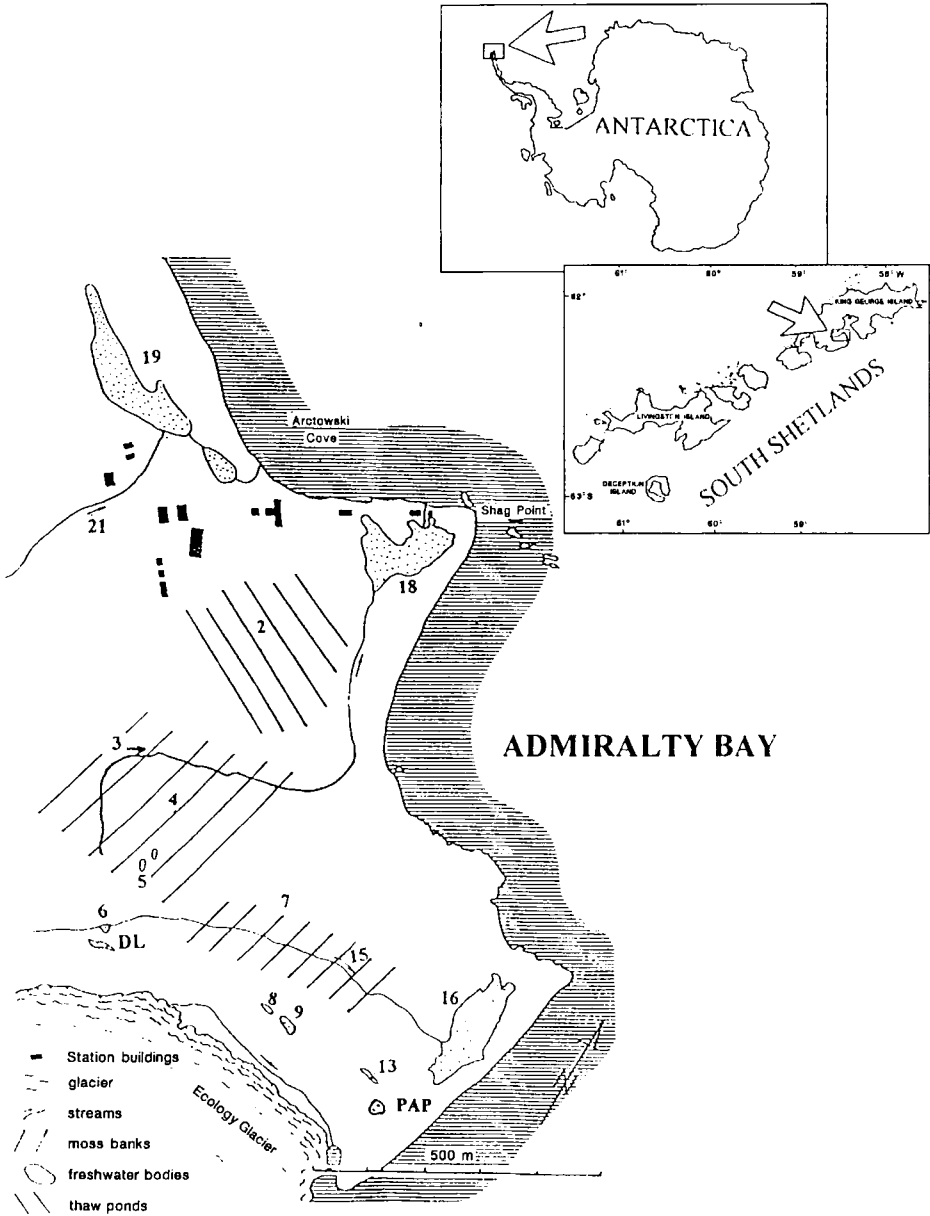 ANTARCTICA
61°
60°
59°
58° W
62°
KING GEORGE ISLAND
LIVINGSTON ISLAND
DECEPTION
ISLAND
63° S
SOUTH SHETLANDS
61°
60°
59°
19
Arctowski
Cove
Shag Point
21
18
2
ADMIRALTY BAY
3
4
5
6
DL
7
15
8
9
16
13
PAP
Ecology Glacier
500 m
Station buildings
glacier
streams
moss banks
freshwater bodies
thaw ponds